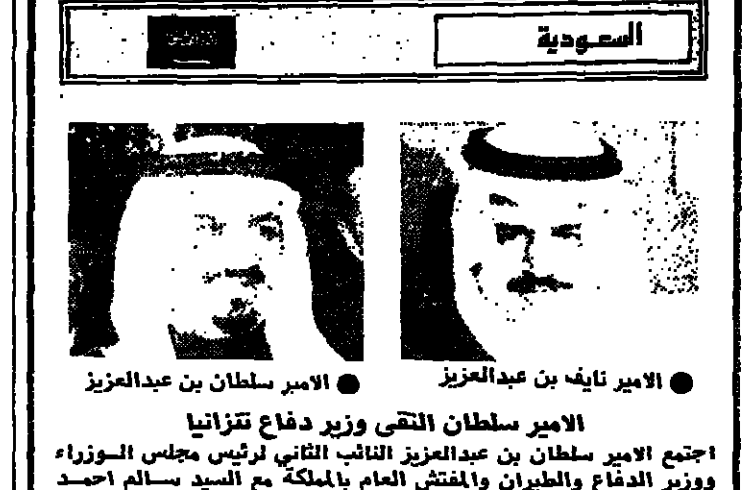 السعودية
● الامير نايف بن عبدالعزيز
● الامير سلطان بن عبدالعزيز
الامير سلطان التقى وزير دفاع تنزانيا
اجتمع الامير سلطان بن عبدالعزيز النائب الثاني لرئيس مجلس الوزراء
ووزير الدفاع والطيران والمفتش العام بالمملكة مع السيد سالم احمد